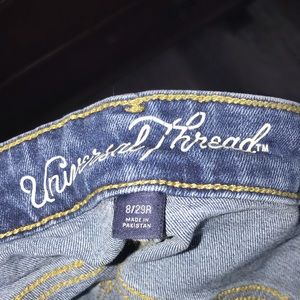 Universal Thread™
8/29R
MADE IN
PAKISTAN